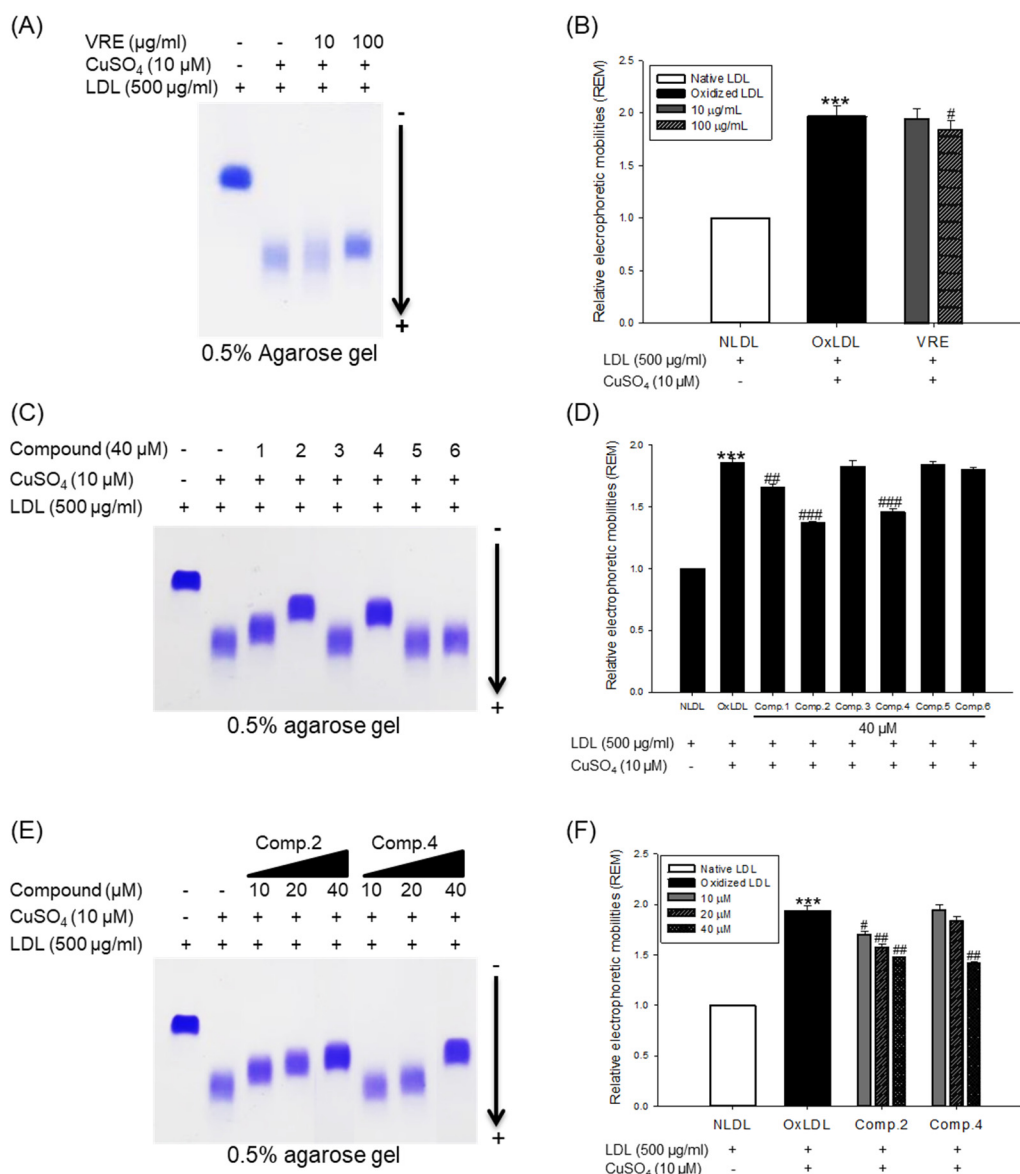 (A)
VRE (µg/ml) - - 10 100
CuSO₄ (10 µM) - + + +
LDL (500 µg/ml) + + + +
-
+
0.5% Agarose gel
(B)
Relative elecrophoretic mobilities (REM)
2.5
2.0
1.5
1.0
0.5
0.0
Native LDL
Oxidized LDL
10 µg/mL
100 µg/mL
***
#
NLDL OxLDL VRE
LDL (500 µg/ml) + + +
CuSO₄ (10 µM) - + +
(C)
Compound (40 µM) - - 1 2 3 4 5 6
CuSO₄ (10 µM) - + + + + + + +
LDL (500 µg/ml) + + + + + + + +
-
+
0.5% agarose gel
(D)
Relative electrophoretic mobilities (REM)
2.0
1.5
1.0
0.5
0.0
***
##
###
###
NLDL OxLDL Comp.1 Comp.2 Comp.3 Comp.4 Comp.5 Comp.6
40 µM
LDL (500 µg/ml) + + + + + + + +
CuSO₄ (10 µM) - + + + + + + +
(E)
Comp.2 Comp.4
Compound (µM) - - 10 20 40 10 20 40
CuSO₄ (10 µM) - + + + + + + +
LDL (500 µg/ml) + + + + + + + +
-
+
0.5% agarose gel
(F)
Relative electrophoretic mobilities (REM)
2.5
2.0
1.5
1.0
0.5
0.0
Native LDL
Oxidized LDL
10 µM
20 µM
40 µM
***
# ## ##
##
NLDL OxLDL Comp.2 Comp.4
LDL (500 µg/ml) + + + +
CuSO₄ (10 µM) - + + +